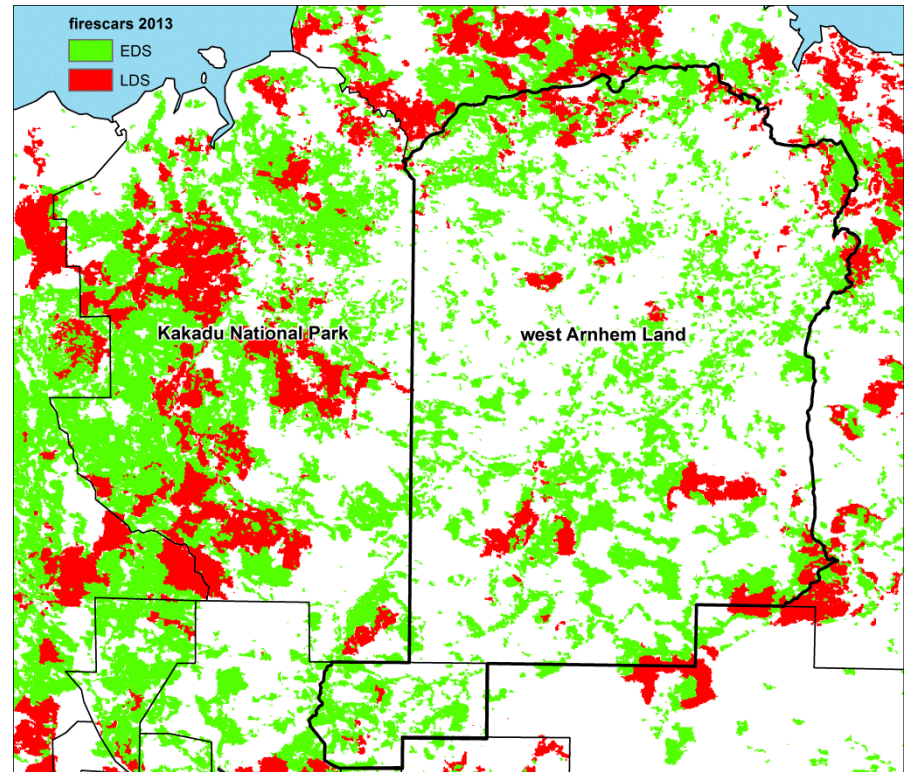 firescars 2013
EDS
LDS
Kakadu National Park
west Arnhem Land